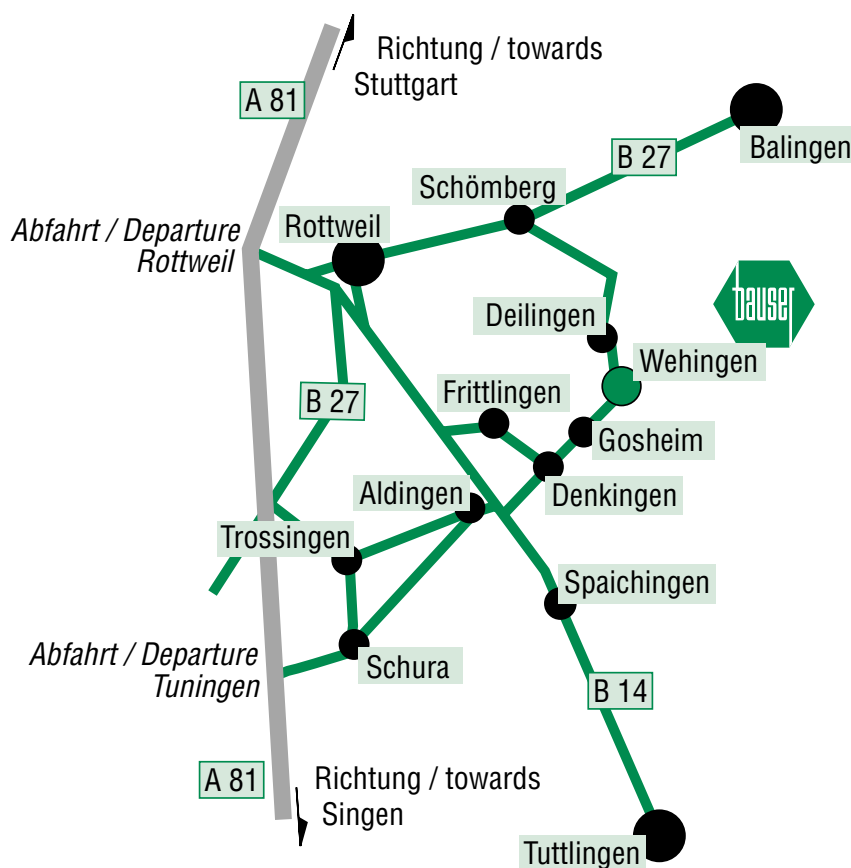 Richtung / towards
Stuttgart
A 81
B 27
Balingen
Schömberg
Abfahrt / Departure
Rottweil
Rottweil
bauser
Deilingen
Wehingen
Frittlingen
B 27
Gosheim
Aldingen
Denkingen
Trossingen
Spaichingen
Abfahrt / Departure
Tuningen
Schura
B 14
A 81
Richtung / towards
Singen
Tuttlingen